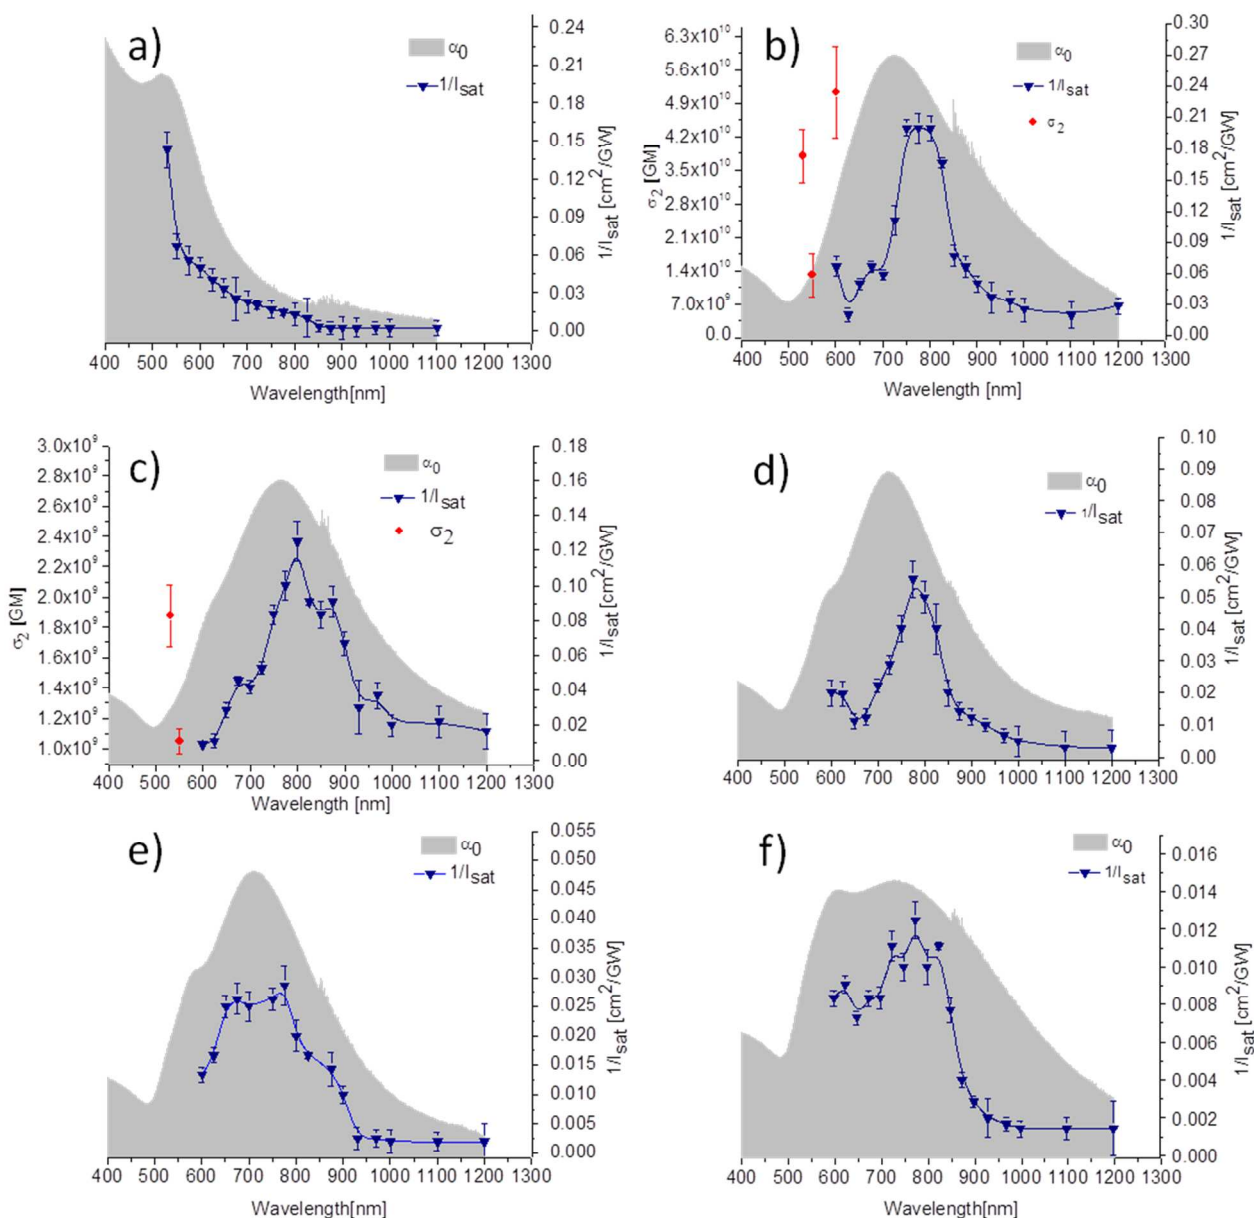 a)
α0
1/Isat
0.24
0.21
0.18
0.15
0.12
0.09
0.06
0.03
0.00
1/Isat [cm2/GW]
400 500 600 700 800 900 1000 1100 1200 1300
Wavelength[nm]
b)
α0
1/Isat
σ2
6.3x10^10
5.6x10^10
4.9x10^10
4.2x10^10
3.5x10^10
2.8x10^10
2.1x10^10
1.4x10^10
7.0x10^9
0.0
σ2 [GM]
0.30
0.27
0.24
0.21
0.18
0.15
0.12
0.09
0.06
0.03
0.00
1/Isat [cm2/GW]
400 500 600 700 800 900 1000 1100 1200 1300
Wavelength[nm]
c)
α0
1/Isat
σ2
3.0x10^9
2.8x10^9
2.6x10^9
2.4x10^9
2.2x10^9
2.0x10^9
1.8x10^9
1.6x10^9
1.4x10^9
1.2x10^9
1.0x10^9
σ2 [GM]
0.18
0.16
0.14
0.12
0.10
0.08
0.06
0.04
0.02
0.00
1/Isat [cm2/GW]
400 500 600 700 800 900 1000 1100 1200 1300
Wavelength [nm]
d)
α0
1/Isat
0.10
0.09
0.08
0.07
0.06
0.05
0.04
0.03
0.02
0.01
0.00
1/Isat [cm2/GW]
400 500 600 700 800 900 1000 1100 1200 1300
e)
α0
1/Isat
0.055
0.050
0.045
0.040
0.035
0.030
0.025
0.020
0.015
0.010
0.005
0.000
1/Isat [cm2/GW]
400 500 600 700 800 900 1000 1100 1200 1300
Wavelength[nm]
f)
α0
1/Isat
0.016
0.014
0.012
0.010
0.008
0.006
0.004
0.002
0.000
1/Isat [cm2/GW]
400 500 600 700 800 900 1000 1100 1200 1300
Wavelength[nm]